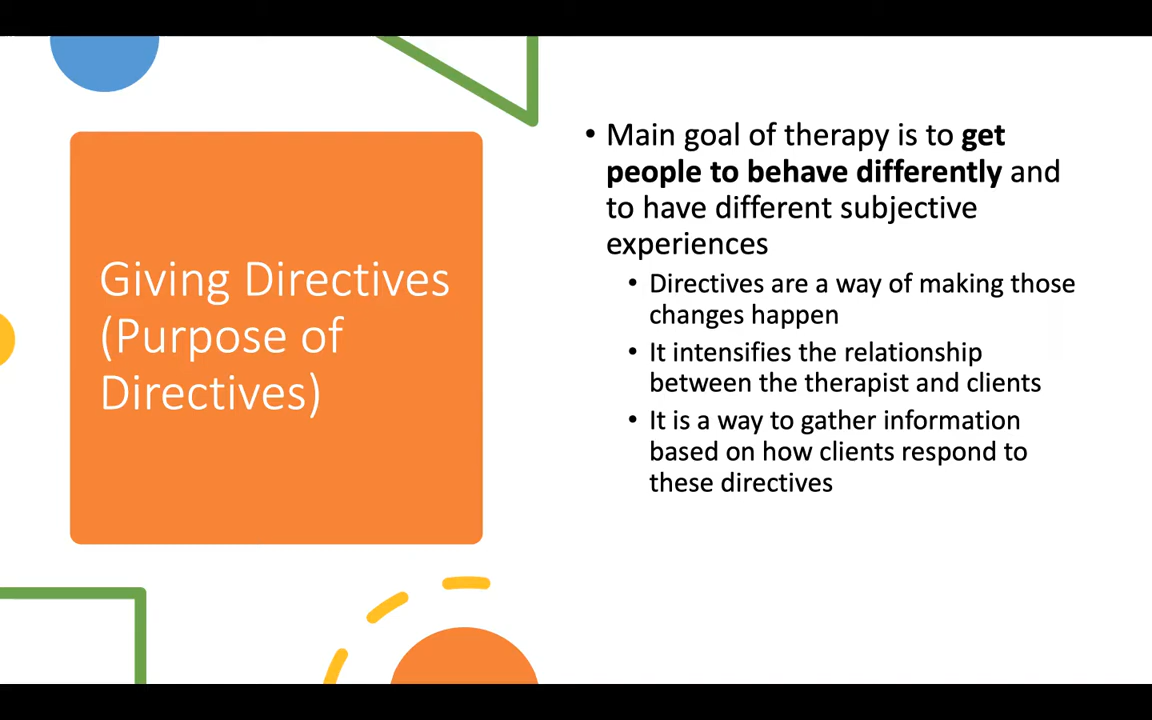 Giving Directives
(Purpose of
Directives)
• Main goal of therapy is to get
people to behave differently and
to have different subjective
experiences
• Directives are a way of making those
changes happen
• It intensifies the relationship
between the therapist and clients
• It is a way to gather information
based on how clients respond to
these directives